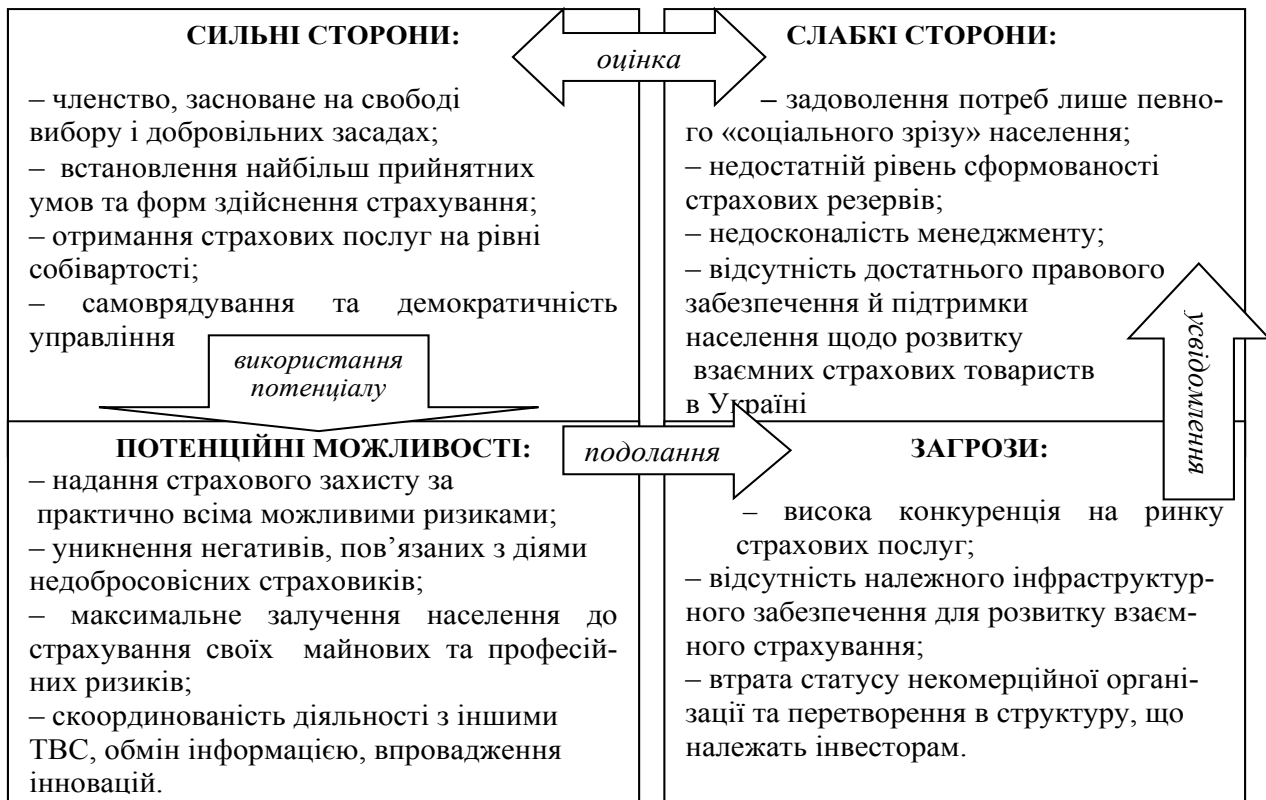 СИЛЬНІ СТОРОНИ:
– членство, засноване на свободі
вибору і добровільних засадах;
– встановлення найбільш прийнятних
умов та форм здійснення страхування;
– отримання страхових послуг на рівні
собівартості;
– самоврядування та демократичність
управління
оцінка
СЛАБКІ СТОРОНИ:
– задоволення потреб лише певно-
го «соціального зрізу» населення;
– недостатній рівень сформованості
страхових резервів;
– недосконалість менеджменту;
– відсутність достатнього правового
забезпечення й підтримки
населення щодо розвитку
взаємних страхових товариств
в Україні
використання
потенціалу
усвідомлення
ПОТЕНЦІЙНІ МОЖЛИВОСТІ:
– надання страхового захисту за
практично всіма можливими ризиками;
– уникнення негативів, пов’язаних з діями
недобросовісних страховиків;
– максимальне залучення населення до
страхування своїх майнових та професій-
них ризиків;
– скоординованість діяльності з іншими
ТВС, обмін інформацією, впровадження
інновацій.
подолання
ЗАГРОЗИ:
– висока конкуренція на ринку
страхових послуг;
– відсутність належного інфраструктур-
ного забезпечення для розвитку взаєм-
ного страхування;
– втрата статусу некомерційної органі-
зації та перетворення в структуру, що
належать інвесторам.